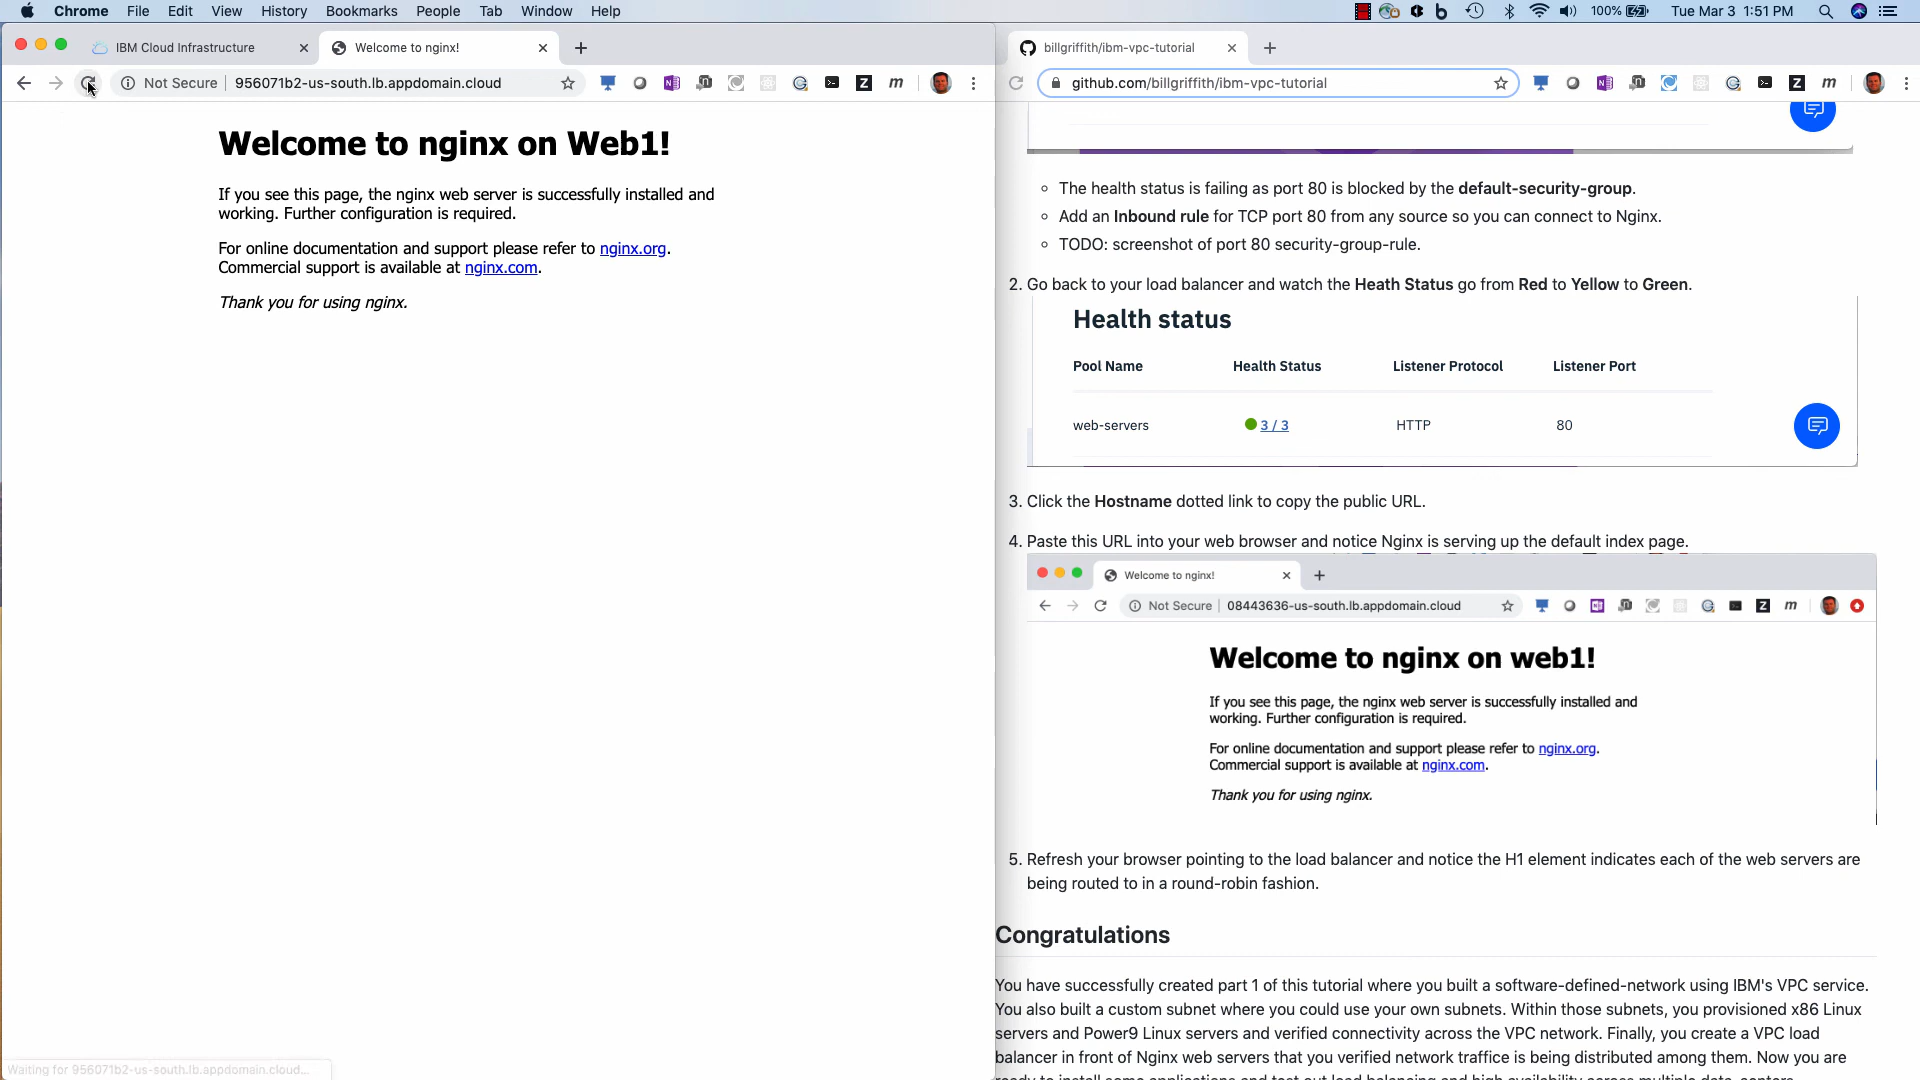 Chrome File Edit View History Bookmarks People Tab Window Help 100% Tue Mar 3 1:51 PM
IBM Cloud Infrastructure
Welcome to nginx!
Not Secure 956071b2-us-south.lb.appdomain.cloud
Welcome to nginx on Web1!
If you see this page, the nginx web server is successfully installed and
working. Further configuration is required.
For online documentation and support please refer to nginx.org.
Commercial support is available at nginx.com.
Thank you for using nginx.
Waiting for 956071b2-us-south.lb.appdomain.cloud...
billgriffith/ibm-vpc-tutorial
github.com/billgriffith/ibm-vpc-tutorial
The health status is failing as port 80 is blocked by the default-security-group.
Add an Inbound rule for TCP port 80 from any source so you can connect to Nginx.
TODO: screenshot of port 80 security-group-rule.
2. Go back to your load balancer and watch the Heath Status go from Red to Yellow to Green.
Health status
Pool Name Health Status Listener Protocol Listener Port
web-servers 3 / 3 HTTP 80
3. Click the Hostname dotted link to copy the public URL.
4. Paste this URL into your web browser and notice Nginx is serving up the default index page.
Welcome to nginx!
Not Secure 08443636-us-south.lb.appdomain.cloud
Welcome to nginx on web1!
If you see this page, the nginx web server is successfully installed and
working. Further configuration is required.
For online documentation and support please refer to nginx.org.
Commercial support is available at nginx.com.
Thank you for using nginx.
5. Refresh your browser pointing to the load balancer and notice the H1 element indicates each of the web servers are
being routed to in a round-robin fashion.
Congratulations
You have successfully created part 1 of this tutorial where you built a software-defined-network using IBM's VPC service.
You also built a custom subnet where you could use your own subnets. Within those subnets, you provisioned x86 Linux
servers and Power9 Linux servers and verified connectivity across the VPC network. Finally, you create a VPC load
balancer in front of Nginx web servers that you verified network traffice is being distributed among them. Now you are
ready to install some applications and test out load balancing and high availability across multiple data centers